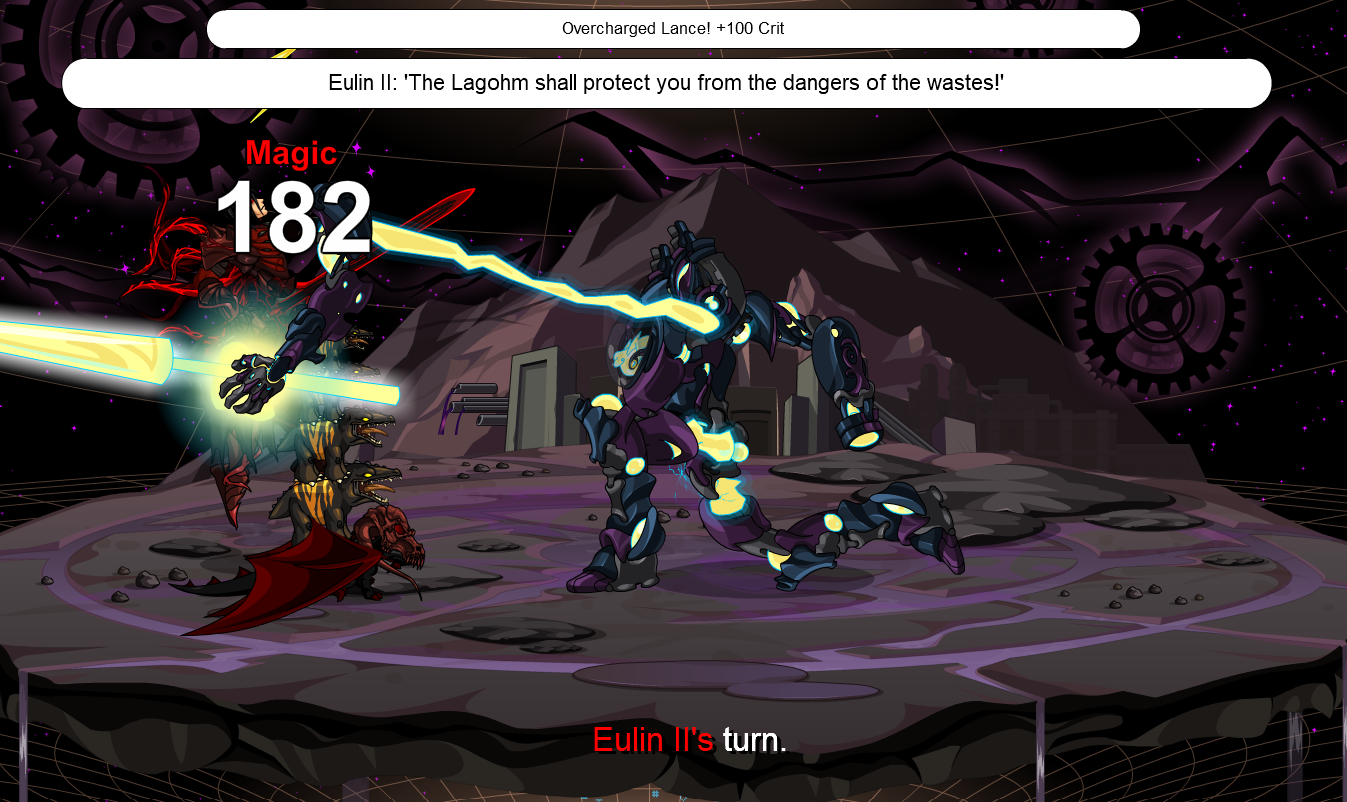 Overcharged Lance! +100 Crit
Eulin II: 'The Lagohm shall protect you from the dangers of the wastes!'
Magic
182
Eulin II's turn.